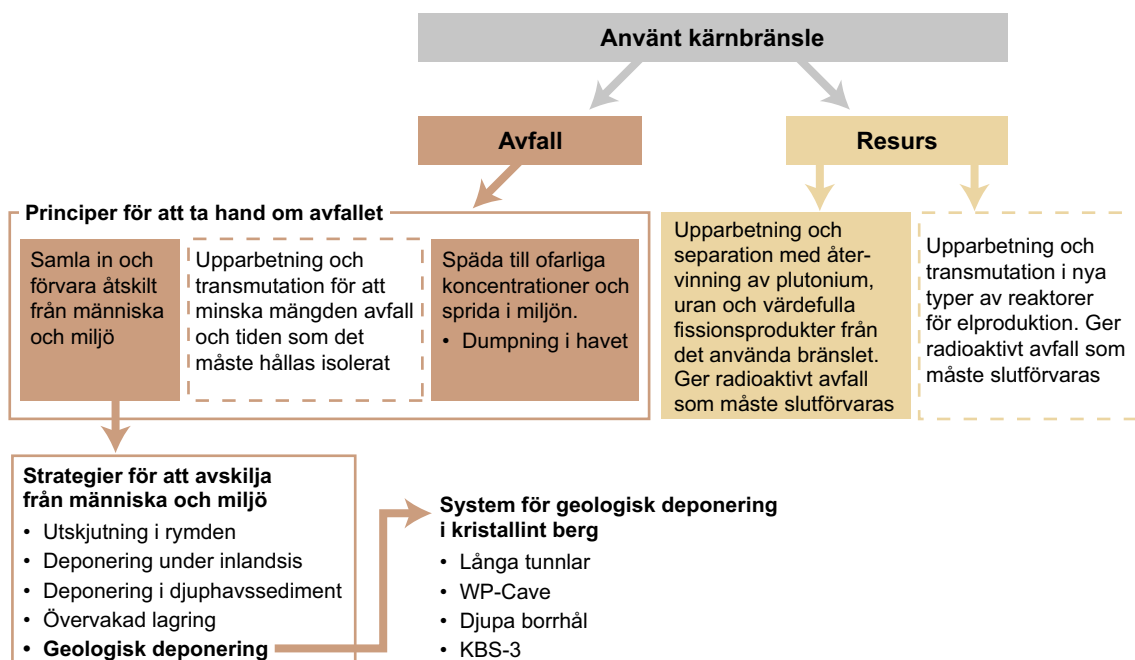 Använt kärnbränsle
Avfall
Resurs
Principer för att ta hand om avfallet
Samla in och
förvara åtskilt
från människa
och miljö
Upparbetning och
transmutation för att
minska mängden avfall
och tiden som det
måste hållas isolerat
Späda till ofarliga
koncentrationer och
sprida i miljön.
• Dumpning i havet
Upparbetning och
separation med åter-
vinning av plutonium,
uran och värdefulla
fissionsprodukter från
det använda bränslet.
Ger radioaktivt avfall
som måste slutförvaras
Upparbetning och
transmutation i nya
typer av reaktorer
för elproduktion. Ger
radioaktivt avfall som
måste slutförvaras
Strategier för att avskilja
från människa och miljö
• Utskjutning i rymden
• Deponering under inlandsis
• Deponering i djuphavssediment
• Övervakad lagring
• Geologisk deponering
System för geologisk deponering
i kristallint berg
• Långa tunnlar
• WP-Cave
• Djupa borrhål
• KBS-3